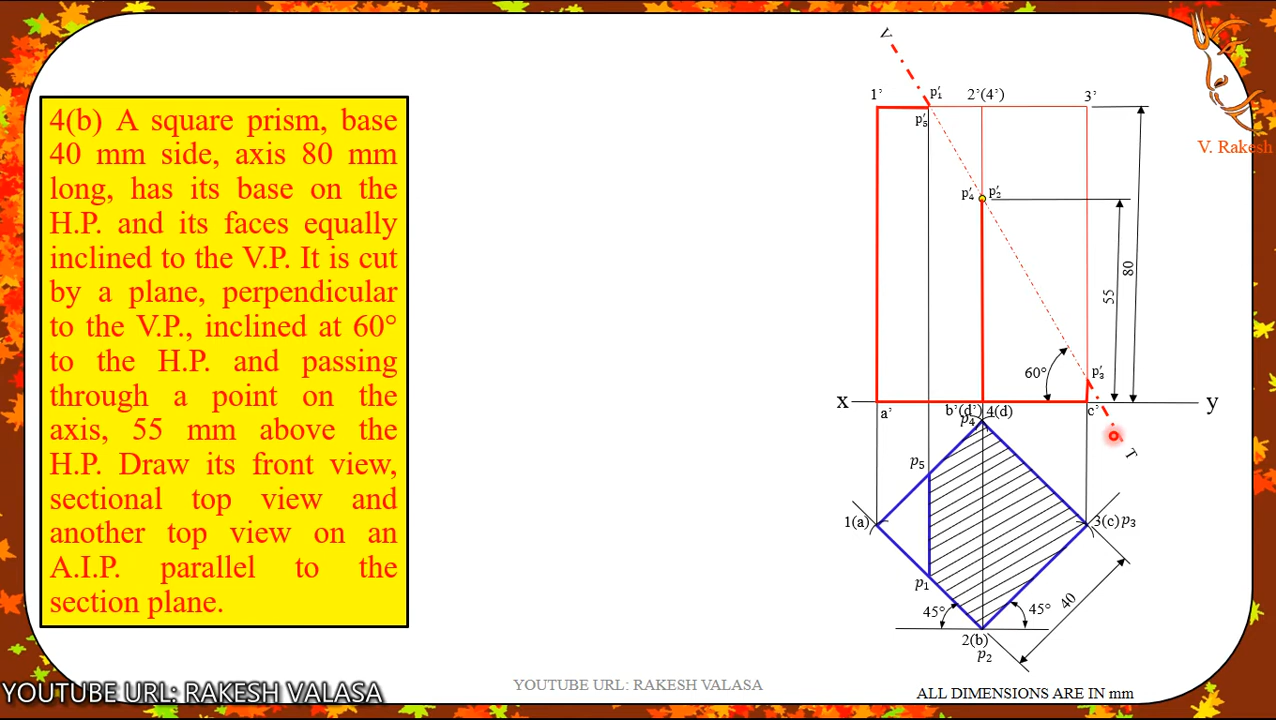 4(b) A square prism, base
40 mm side, axis 80 mm
long, has its base on the
H.P. and its faces equally
inclined to the V.P. It is cut
by a plane, perpendicular
to the V.P., inclined at 60°
to the H.P. and passing
through a point on the
axis, 55 mm above the
H.P. Draw its front view,
sectional top view and
another top view on an
A.I.P. parallel to the
section plane.
V
V. Rakesh
1’
p′1
2’(4’)
3’
p′5
p′4
p′2
80
55
60°
p′3
x
y
a’
b’(d’)
4(d)
c’
p4
T
p5
1(a)
3(c)
p3
p1
45°
45°
40
2(b)
p2
YOUTUBE URL: RAKESH VALASA
YOUTUBE URL: RAKESH VALASA
ALL DIMENSIONS ARE IN mm